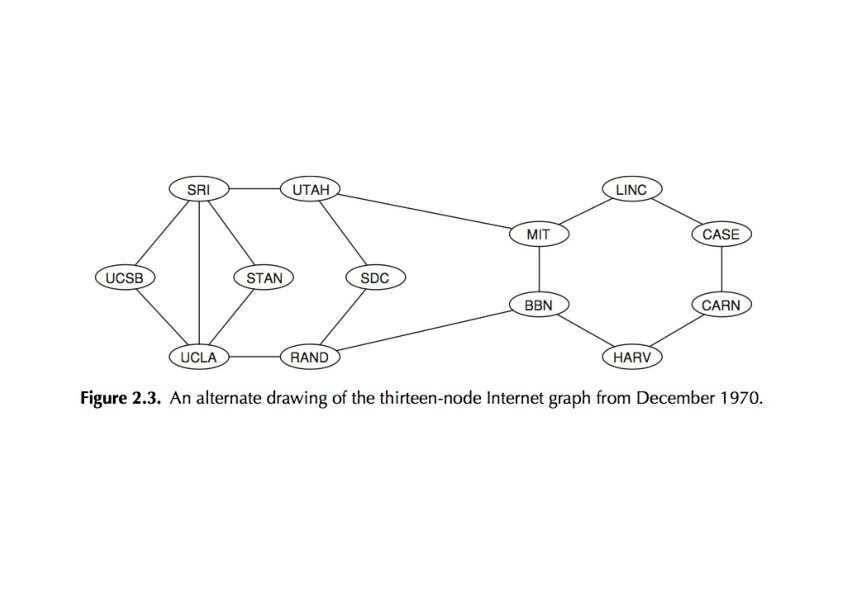 SRI
UTAH
LINC
MIT
CASE
UCSB
STAN
SDC
BBN
CARN
UCLA
RAND
HARV
Figure 2.3. An alternate drawing of the thirteen-node Internet graph from December 1970.